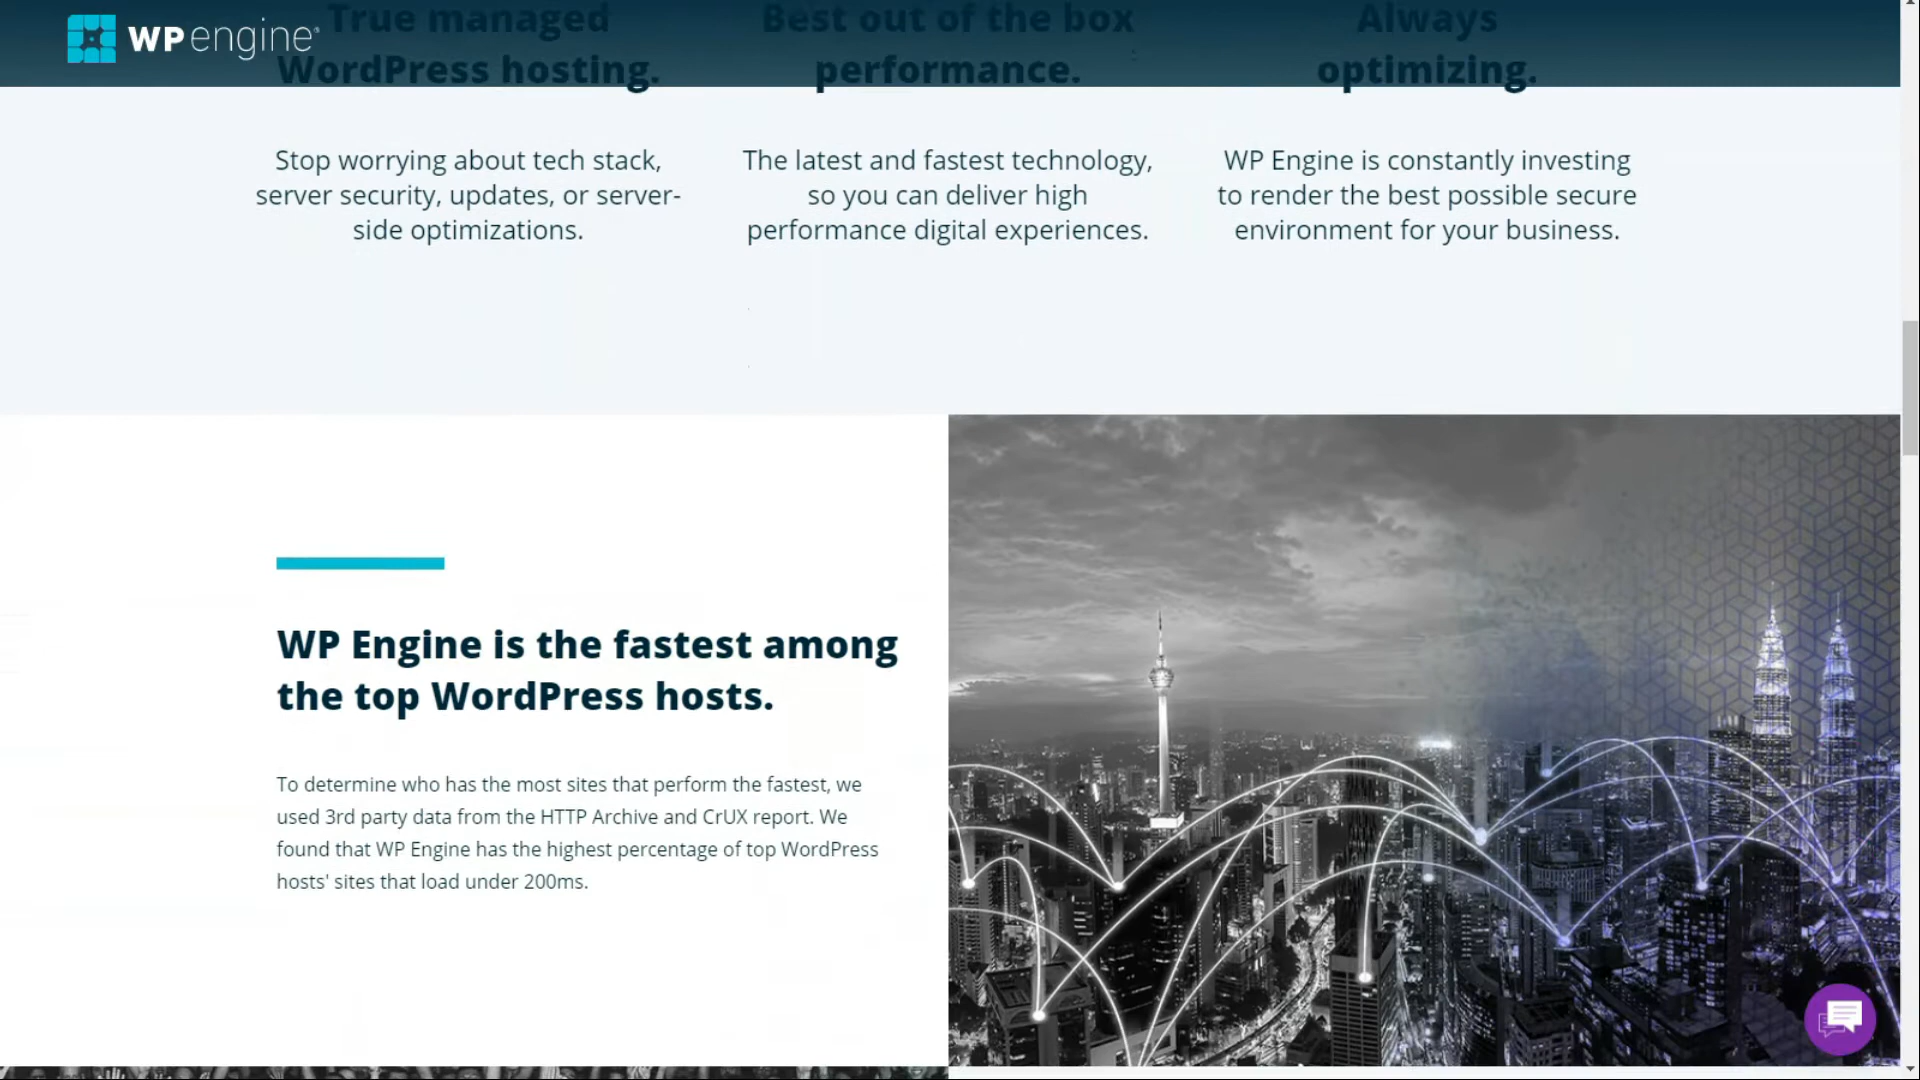 WPengine®
True managed
WordPress hosting.
Stop worrying about tech stack,
server security, updates, or server-
side optimizations.
Best out of the box
performance.
The latest and fastest technology,
so you can deliver high
performance digital experiences.
Always
optimizing.
WP Engine is constantly investing
to render the best possible secure
environment for your business.
WP Engine is the fastest among
the top WordPress hosts.
To determine who has the most sites that perform the fastest, we
used 3rd party data from the HTTP Archive and CrUX report. We
found that WP Engine has the highest percentage of top WordPress
hosts' sites that load under 200ms.